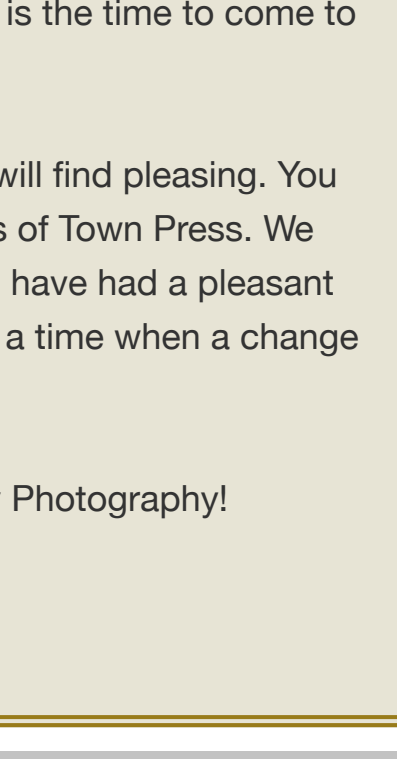 is the time to come to
will find pleasing. You
s of Town Press. We
have had a pleasant
a time when a change
Photography!